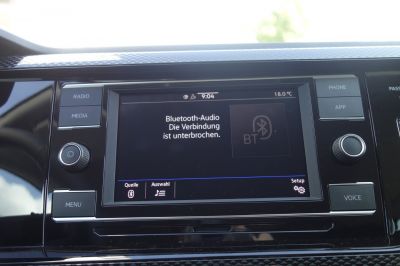 RADIO
MEDIA
MENU
9:04
18.0 °C
Bluetooth-Audio
Die Verbindung
ist unterbrochen.
BT
Quelle
Auswahl
Setup
PHONE
APP
VOICE